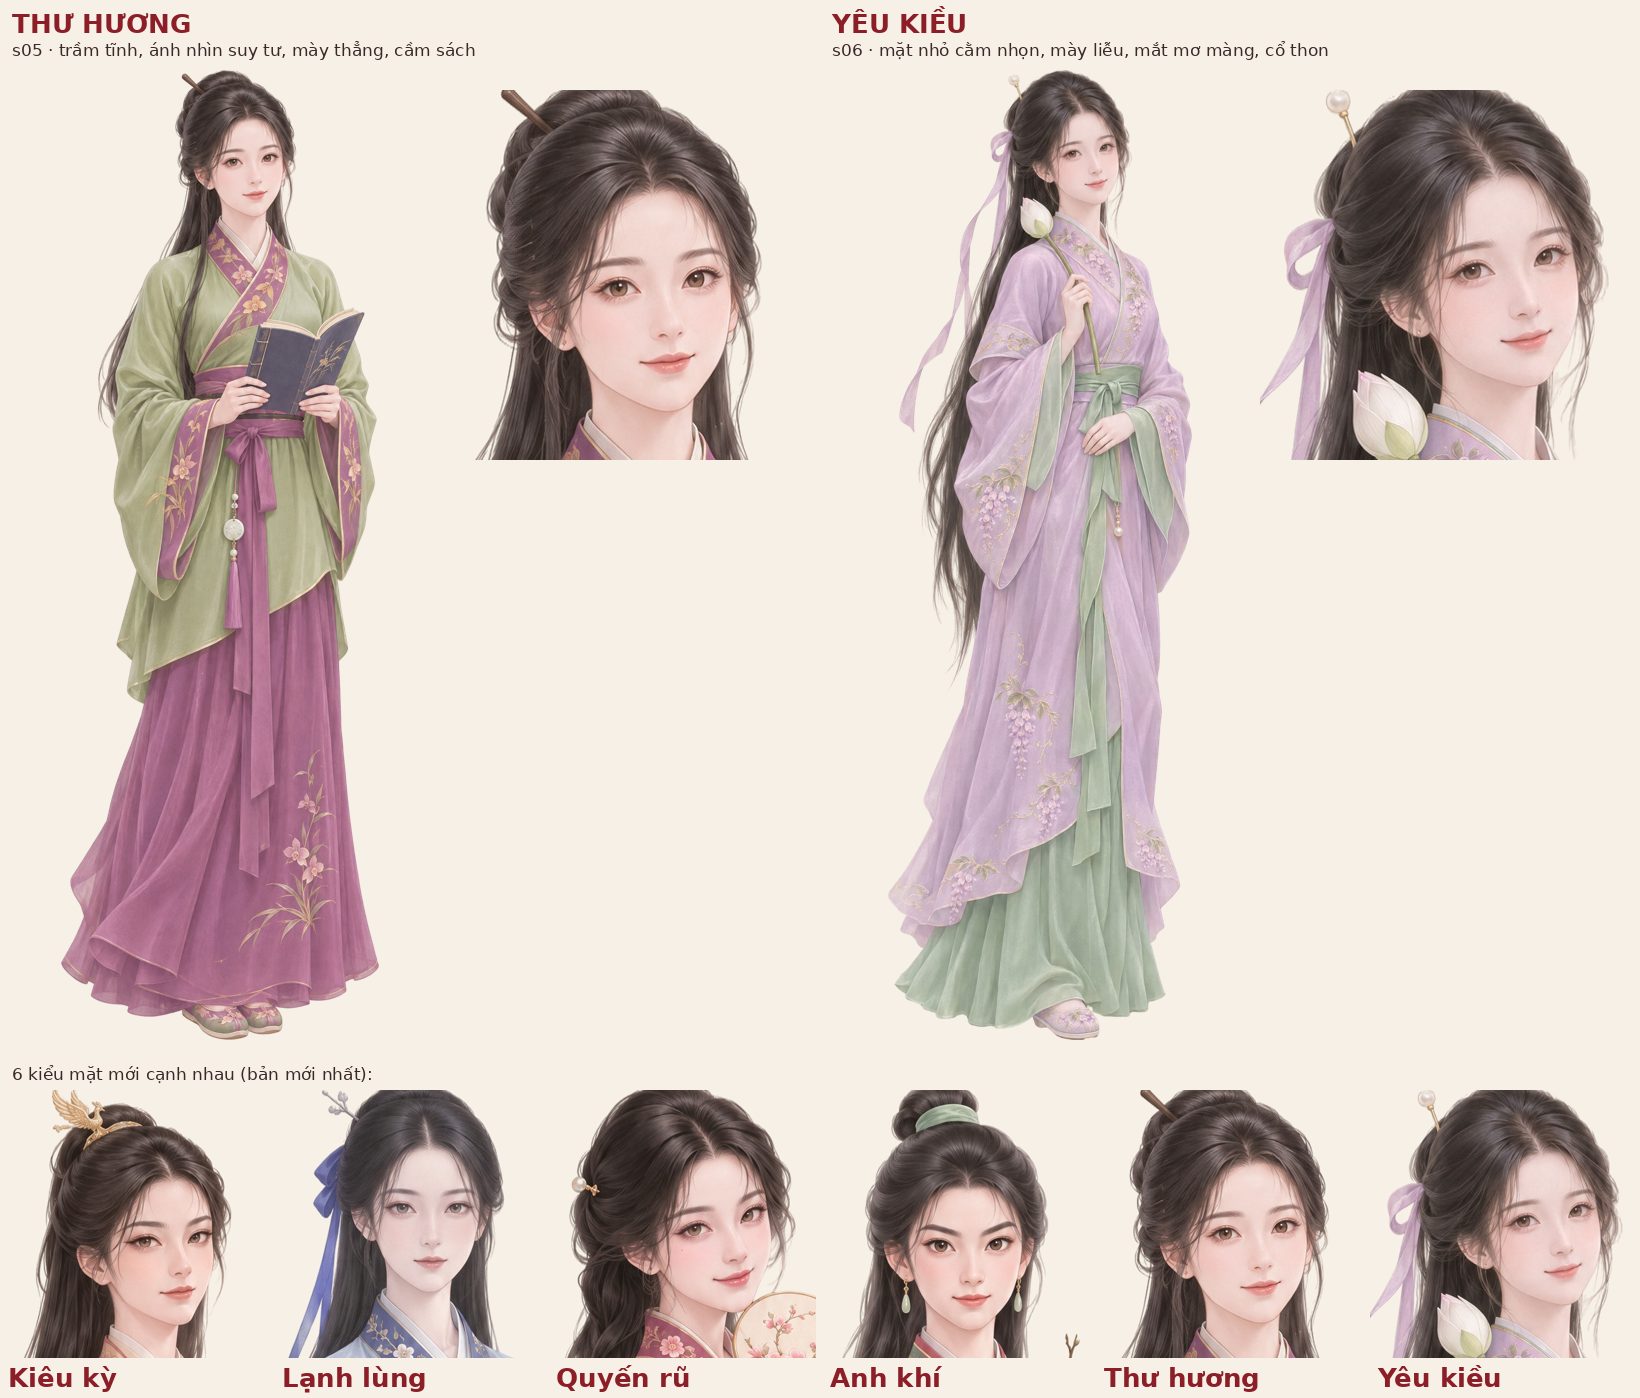 THƯ HƯƠNG
s05 · trầm tĩnh, ánh nhìn suy tư, mày thẳng, cầm sách
YÊU KIỀU
s06 · mặt nhỏ cằm nhọn, mày liễu, mắt mơ màng, cổ thon
6 kiểu mặt mới cạnh nhau (bản mới nhất):
Kiêu kỳ
Lạnh lùng
Quyến rũ
Anh khí
Thư hương
Yêu kiều